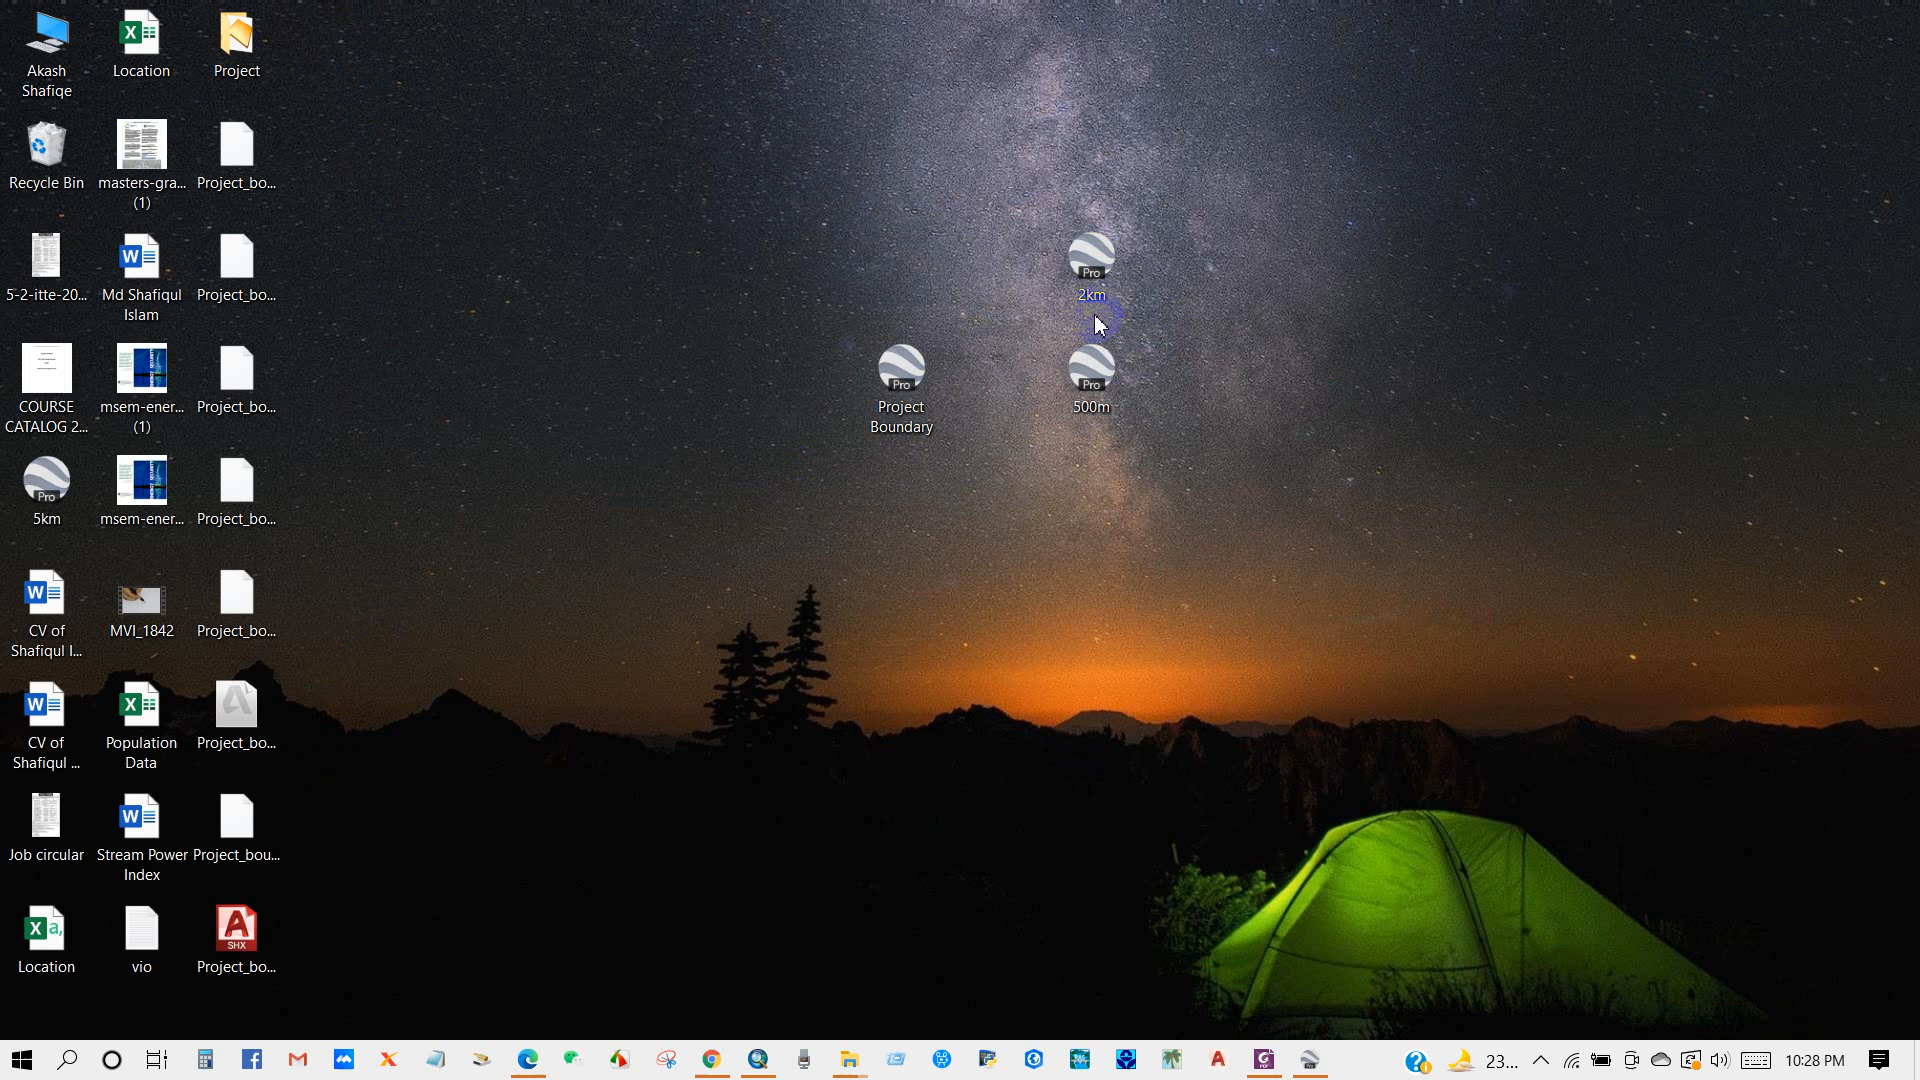 Akash
Shafiqe
Location
Project
Recycle Bin
masters-gra...
(1)
Project_bo...
5-2-itte-20...
Md Shafiqul
Islam
Project_bo...
COURSE
CATALOG 2...
msem-ener...
(1)
Project_bo...
Pro
5km
msem-ener...
Project_bo...
CV of
Shafiqul I...
MVI_1842
Project_bo...
CV of
Shafiqul ...
Population
Data
Project_bo...
Job circular
Stream Power
Index
Project_bou...
Location
vio
SHX
Project_bo...
Pro
2km
Pro
Project
Boundary
Pro
500m
23...
10:28 PM